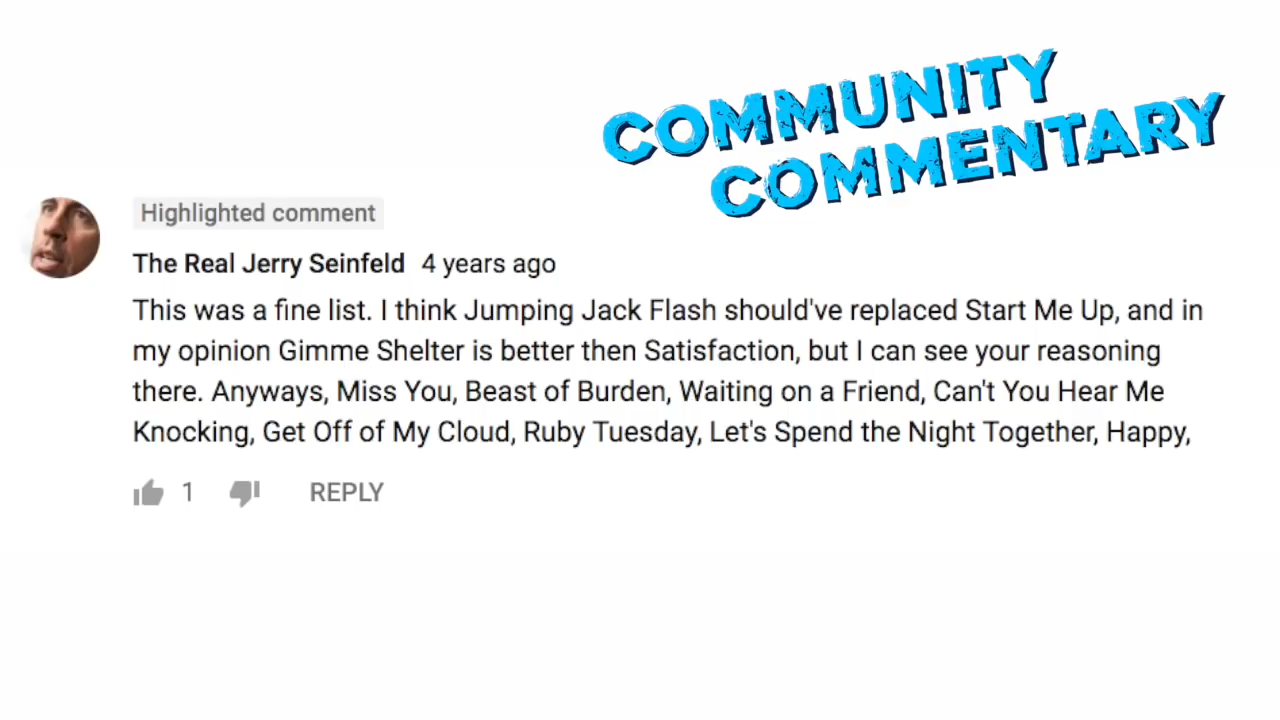 COMMUNITY
COMMENTARY
Highlighted comment
The Real Jerry Seinfeld 4 years ago
This was a fine list. I think Jumping Jack Flash should've replaced Start Me Up, and in
my opinion Gimme Shelter is better then Satisfaction, but I can see your reasoning
there. Anyways, Miss You, Beast of Burden, Waiting on a Friend, Can't You Hear Me
Knocking, Get Off of My Cloud, Ruby Tuesday, Let's Spend the Night Together, Happy,
1 REPLY